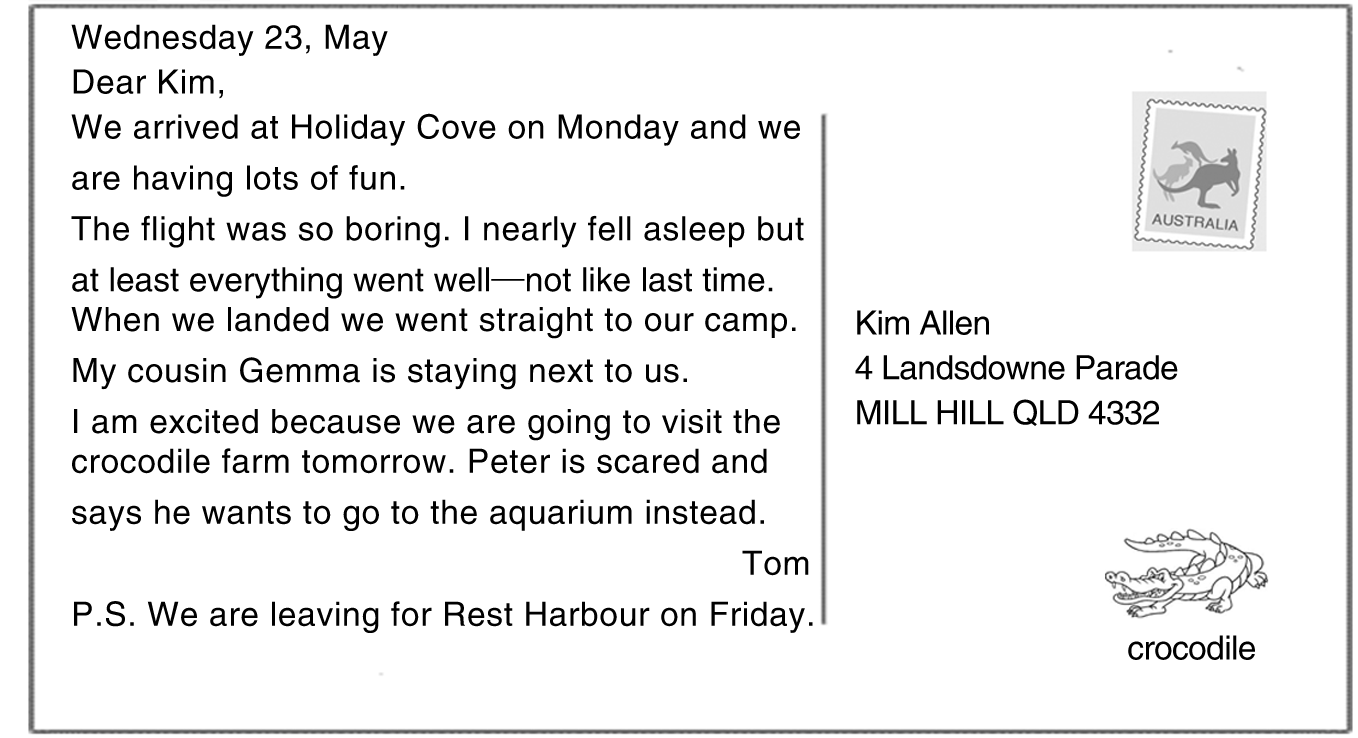 Wednesday 23, May
Dear Kim,
We arrived at Holiday Cove on Monday and we
are having lots of fun.
The flight was so boring. I nearly fell asleep but
at least everything went well—not like last time.
When we landed we went straight to our camp.
My cousin Gemma is staying next to us.
I am excited because we are going to visit the
crocodile farm tomorrow. Peter is scared and
says he wants to go to the aquarium instead.
Tom
P.S. We are leaving for Rest Harbour on Friday.
AUSTRALIA
Kim Allen
4 Landsdowne Parade
MILL HILL QLD 4332
crocodile